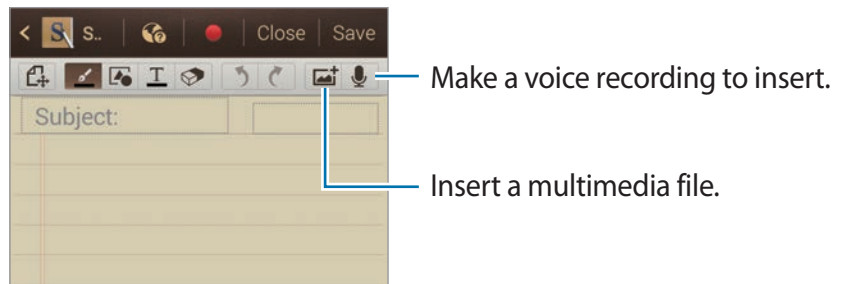 S S.. Close Save
T
Make a voice recording to insert.
Subject:
Insert a multimedia file.